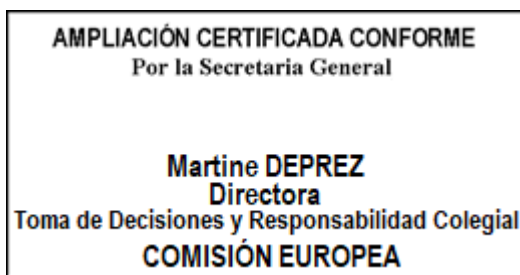 AMPLIACIÓN CERTIFICADA CONFORME
Por la Secretaria General
Martine DEPREZ
Directora
Toma de Decisiones y Responsabilidad Colegial
COMISIÓN EUROPEA